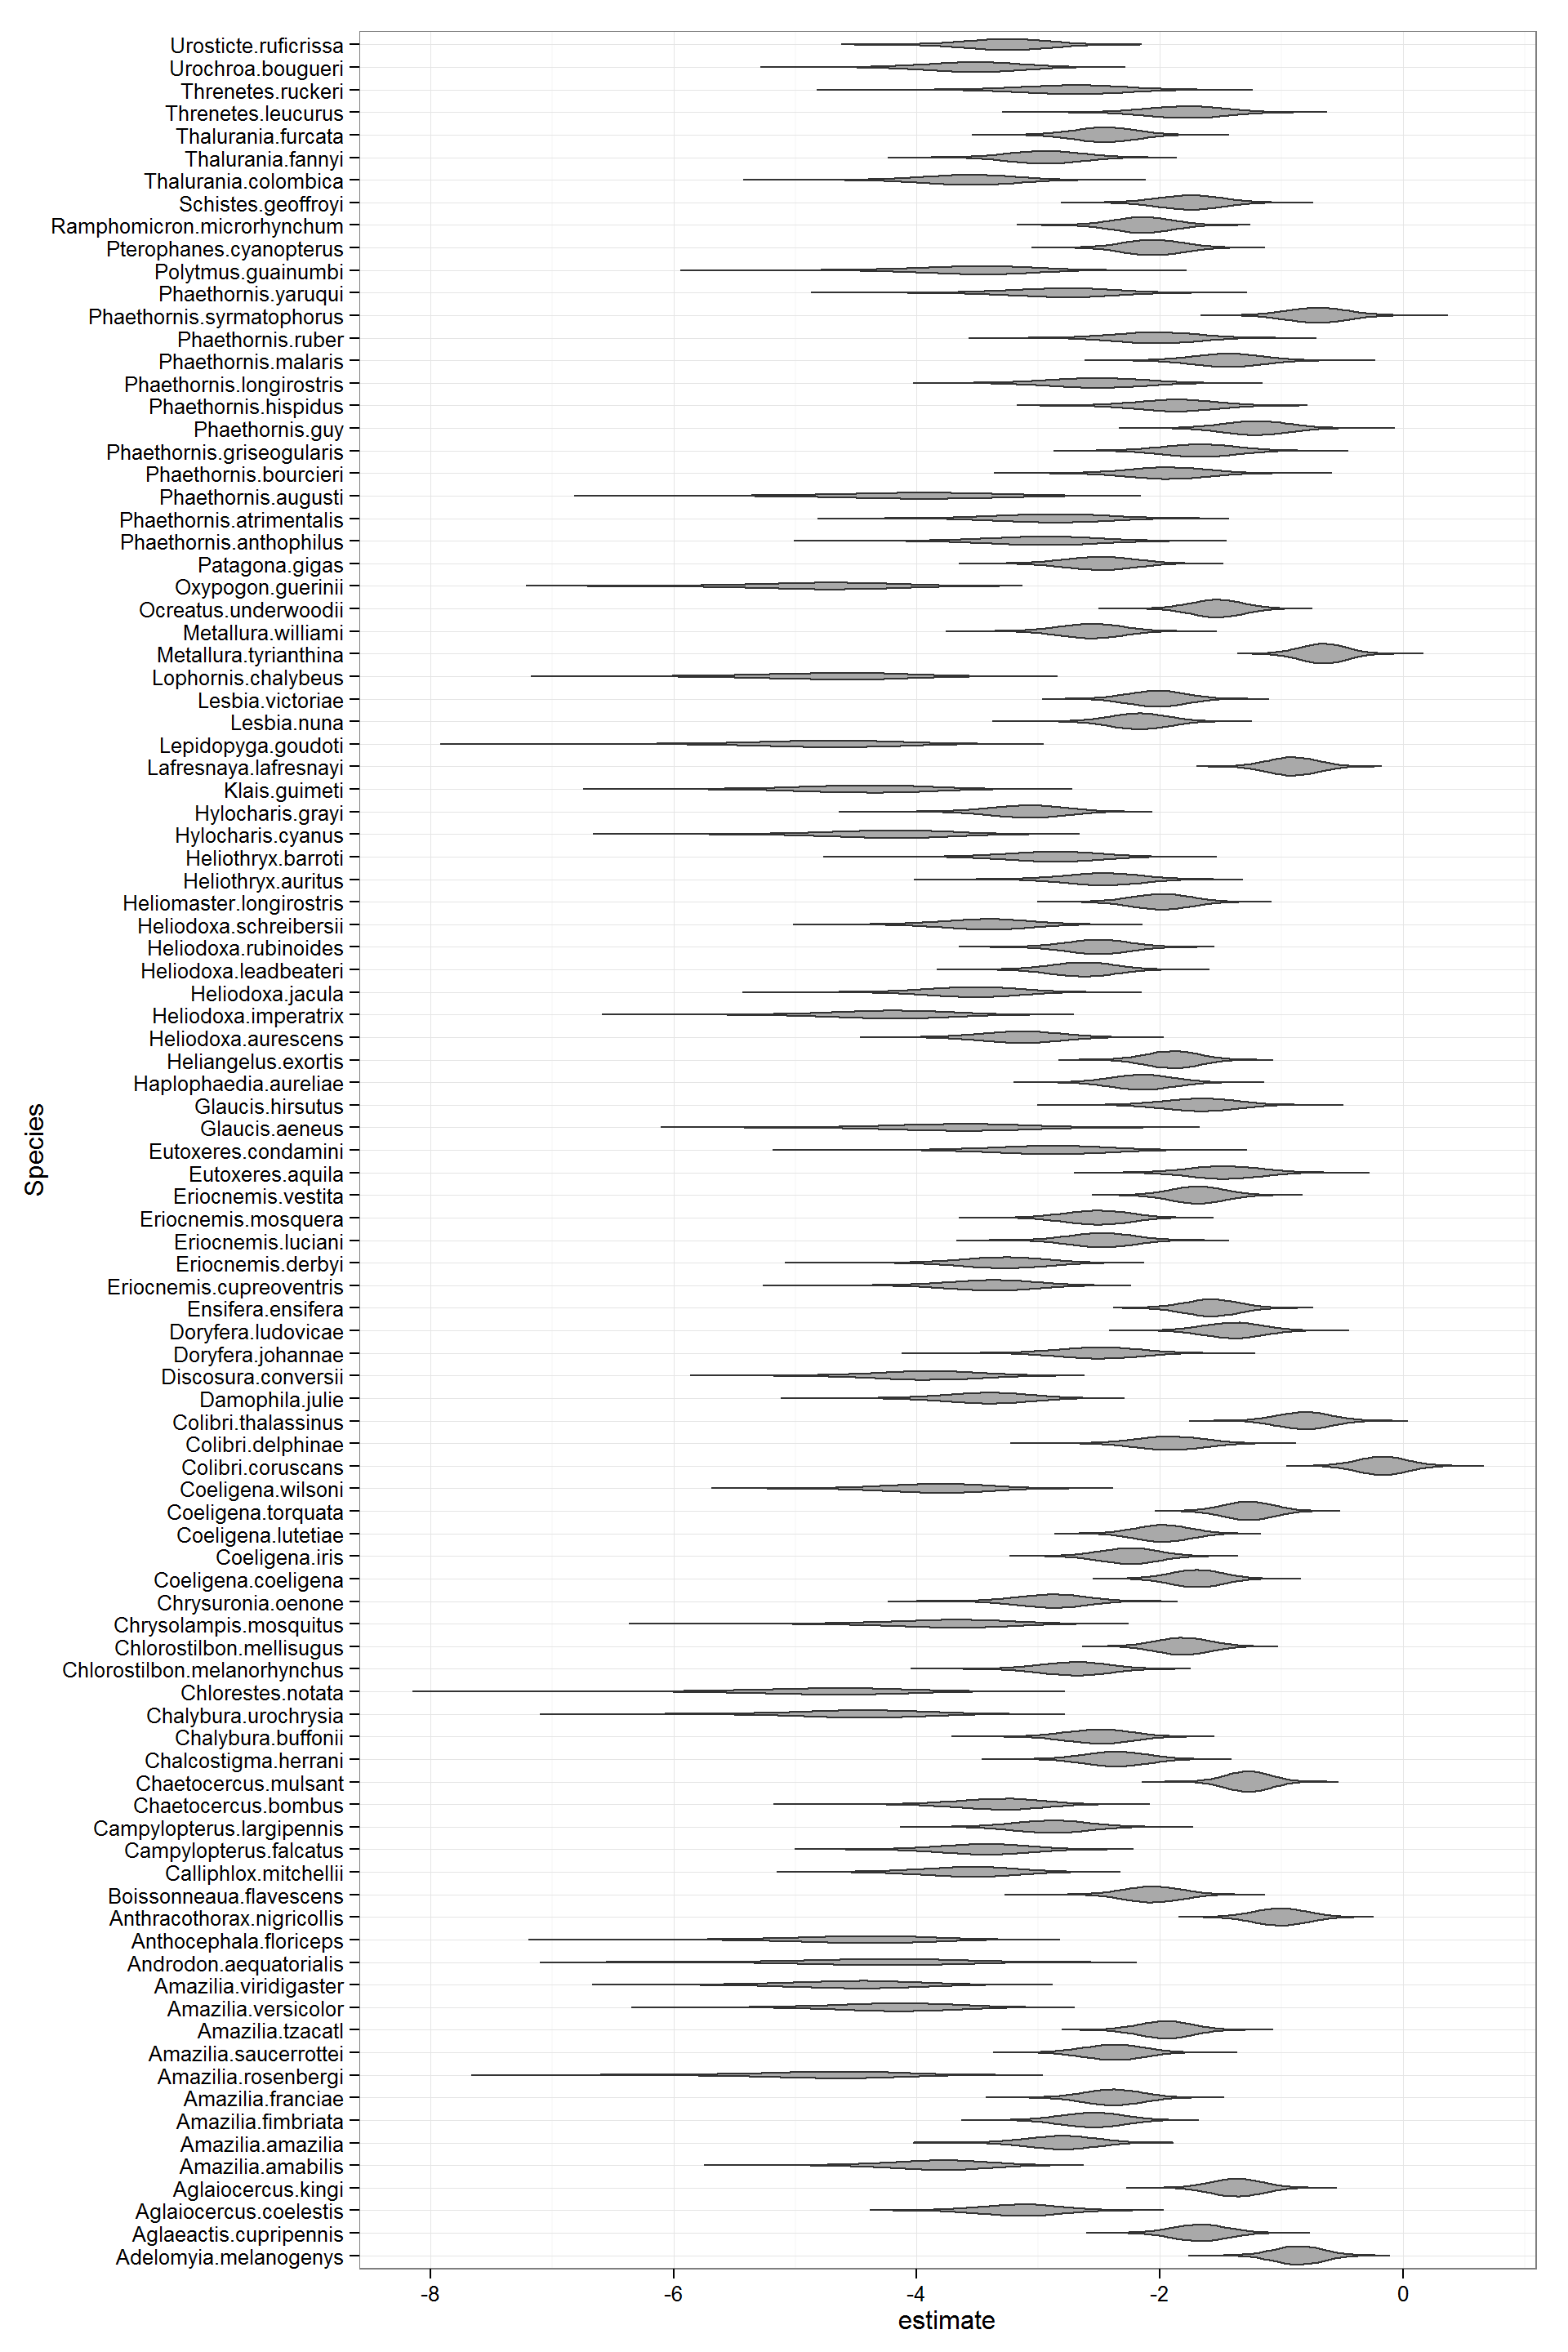 Urosticte.ruficrissa
Urochroa.bougueri
Threnetes.ruckeri
Threnetes.leucurus
Thalurania.furcata
Thalurania.fannyi
Thalurania.colombica
Schistes.geoffroyi
Ramphomicron.microrhynchum
Pterophanes.cyanopterus
Polytmus.guainumbi
Phaethornis.yaruqui
Phaethornis.syrmatophorus
Phaethornis.ruber
Phaethornis.malaris
Phaethornis.longirostris
Phaethornis.hispidus
Phaethornis.guy
Phaethornis.griseogularis
Phaethornis.bourcieri
Phaethornis.augusti
Phaethornis.atrimentalis
Phaethornis.anthophilus
Patagona.gigas
Oxypogon.guerinii
Ocreatus.underwoodii
Metallura.williami
Metallura.tyrianthina
Lophornis.chalybeus
Lesbia.victoriae
Lesbia.nuna
Lepidopyga.goudoti
Lafresnaya.lafresnayi
Klais.guimeti
Hylocharis.grayi
Hylocharis.cyanus
Heliothryx.barroti
Heliothryx.auritus
Heliomaster.longirostris
Heliodoxa.schreibersii
Heliodoxa.rubinoides
Heliodoxa.leadbeateri
Heliodoxa.jacula
Heliodoxa.imperatrix
Heliodoxa.aurescens
Heliangelus.exortis
Haplophaedia.aureliae
Glaucis.hirsutus
Glaucis.aeneus
Eutoxeres.condamini
Eutoxeres.aquila
Eriocnemis.vestita
Eriocnemis.mosquera
Eriocnemis.luciani
Eriocnemis.derbyi
Eriocnemis.cupreoventris
Ensifera.ensifera
Doryfera.ludovicae
Doryfera.johannae
Discosura.conversii
Damophila.julie
Colibri.thalassinus
Colibri.delphinae
Colibri.coruscans
Coeligena.wilsoni
Coeligena.torquata
Coeligena.lutetiae
Coeligena.iris
Coeligena.coeligena
Chrysuronia.oenone
Chrysolampis.mosquitus
Chlorostilbon.mellisugus
Chlorostilbon.melanorhynchus
Chlorestes.notata
Chalybura.urochrysia
Chalybura.buffonii
Chalcostigma.herrani
Chaetocercus.mulsant
Chaetocercus.bombus
Campylopterus.largipennis
Campylopterus.falcatus
Calliphlox.mitchellii
Boissonneaua.flavescens
Anthracothorax.nigricollis
Anthocephala.floriceps
Androdon.aequatorialis
Amazilia.viridigaster
Amazilia.versicolor
Amazilia.tzacatl
Amazilia.saucerrottei
Amazilia.rosenbergi
Amazilia.franciae
Amazilia.fimbriata
Amazilia.amazilia
Amazilia.amabilis
Aglaiocercus.kingi
Aglaiocercus.coelestis
Aglaeactis.cupripennis
Adelomyia.melanogenys
Species
-8 -6 -4 -2 0
estimate